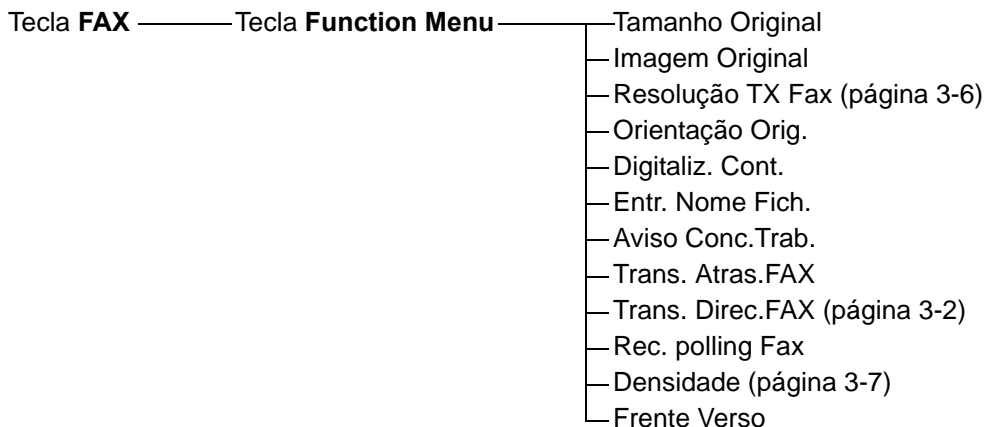 Tecla FAX Tecla Function Menu Tamanho Original
Imagem Original
Resolução TX Fax (página 3-6)
Orientação Orig.
Digitaliz. Cont.
Entr. Nome Fich.
Aviso Conc.Trab.
Trans. Atras.FAX
Trans. Direc.FAX (página 3-2)
Rec. polling Fax
Densidade (página 3-7)
Frente Verso